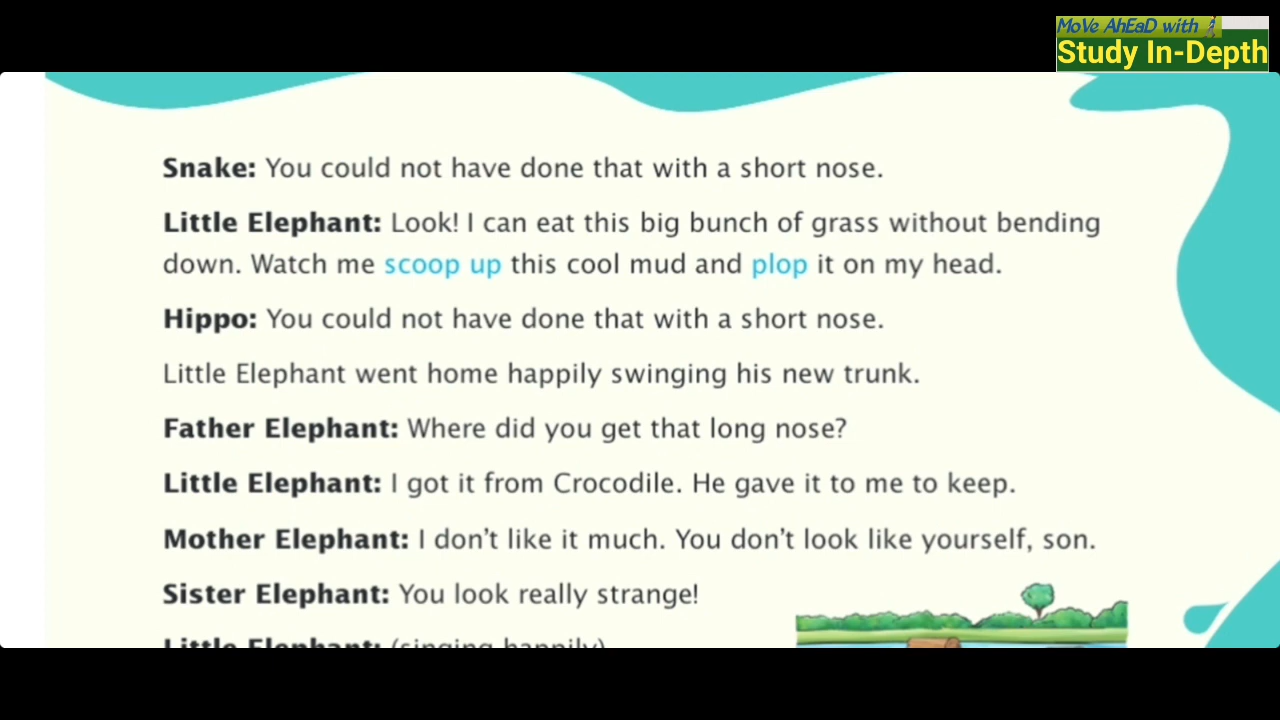 MoVe AhEaD with
Study In-Depth
Snake: You could not have done that with a short nose.
Little Elephant: Look! I can eat this big bunch of grass without bending
down. Watch me scoop up this cool mud and plop it on my head.
Hippo: You could not have done that with a short nose.
Little Elephant went home happily swinging his new trunk.
Father Elephant: Where did you get that long nose?
Little Elephant: I got it from Crocodile. He gave it to me to keep.
Mother Elephant: I don’t like it much. You don’t look like yourself, son.
Sister Elephant: You look really strange!
Little Elephant: (singing happily)